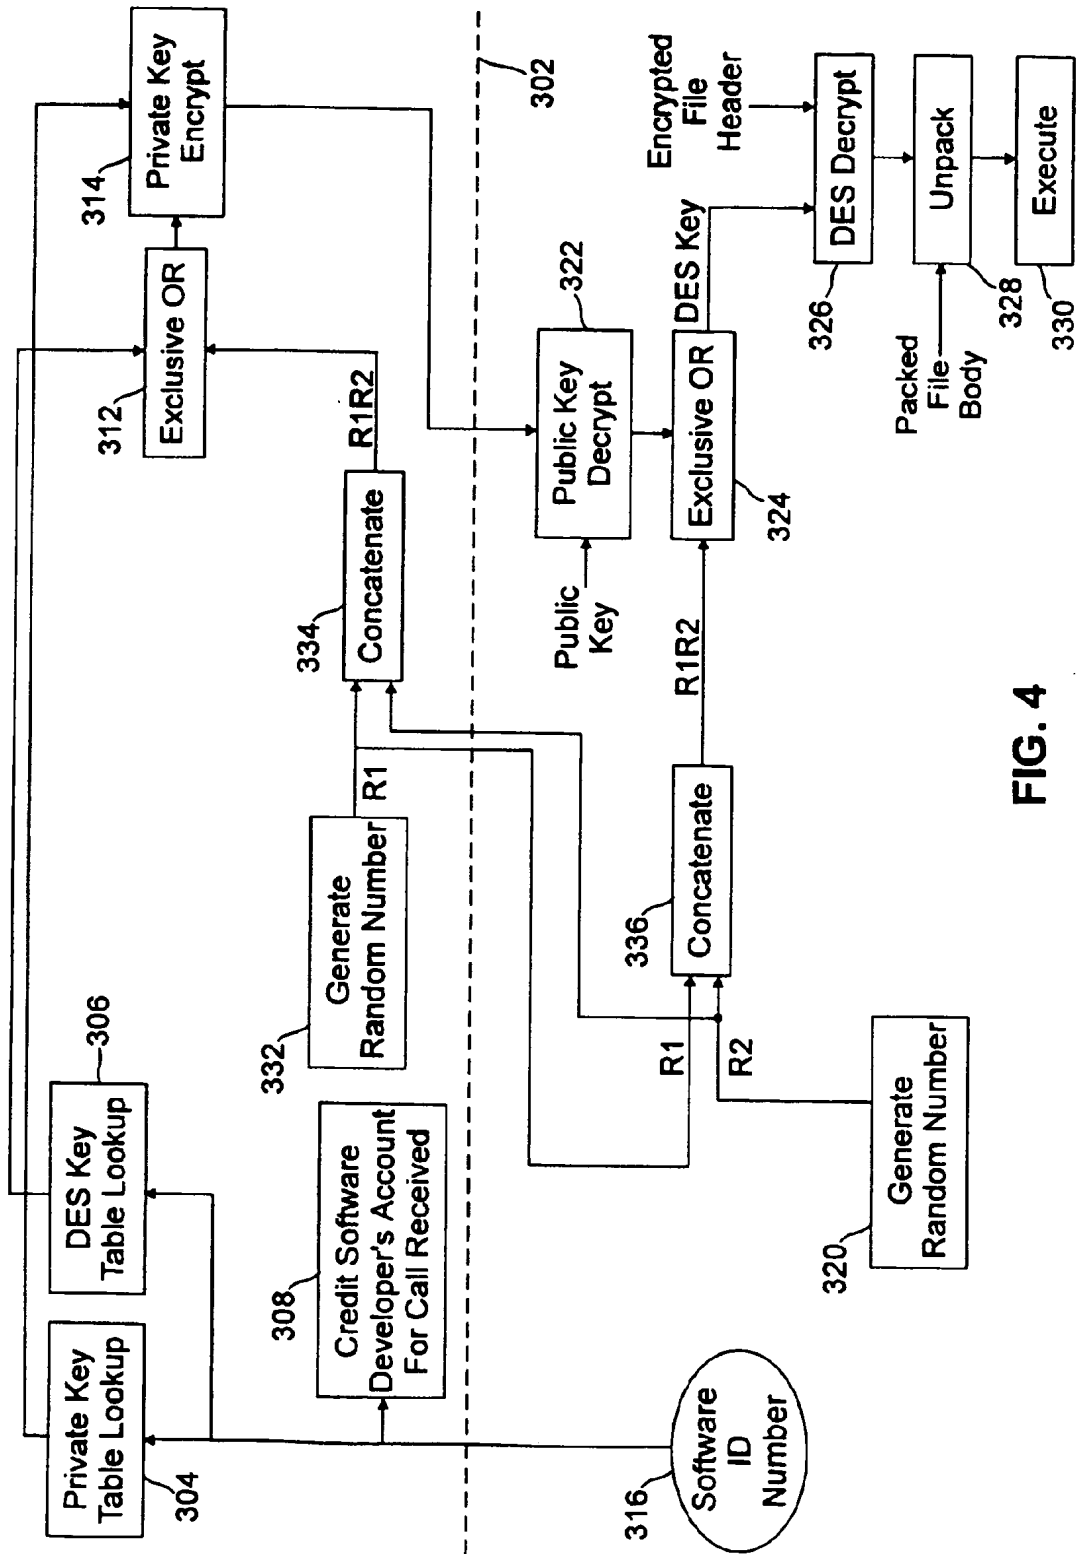 304
Private Key
Table Lookup
306
DES Key
Table Lookup
308
Credit Software
Developer's Account
For Call Received
332
Generate
Random Number
R1
334
Concatenate
R1R2
312
Exclusive OR
314
Private Key
Encrypt
302
316
Software
ID
Number
320
Generate
Random Number
R1
R2
336
Concatenate
R1R2
Public
Key
322
Public Key
Decrypt
324
Exclusive OR
DES Key
Encrypted
File
Header
326
DES Decrypt
Packed
File
Body
328
Unpack
330
Execute
FIG. 4